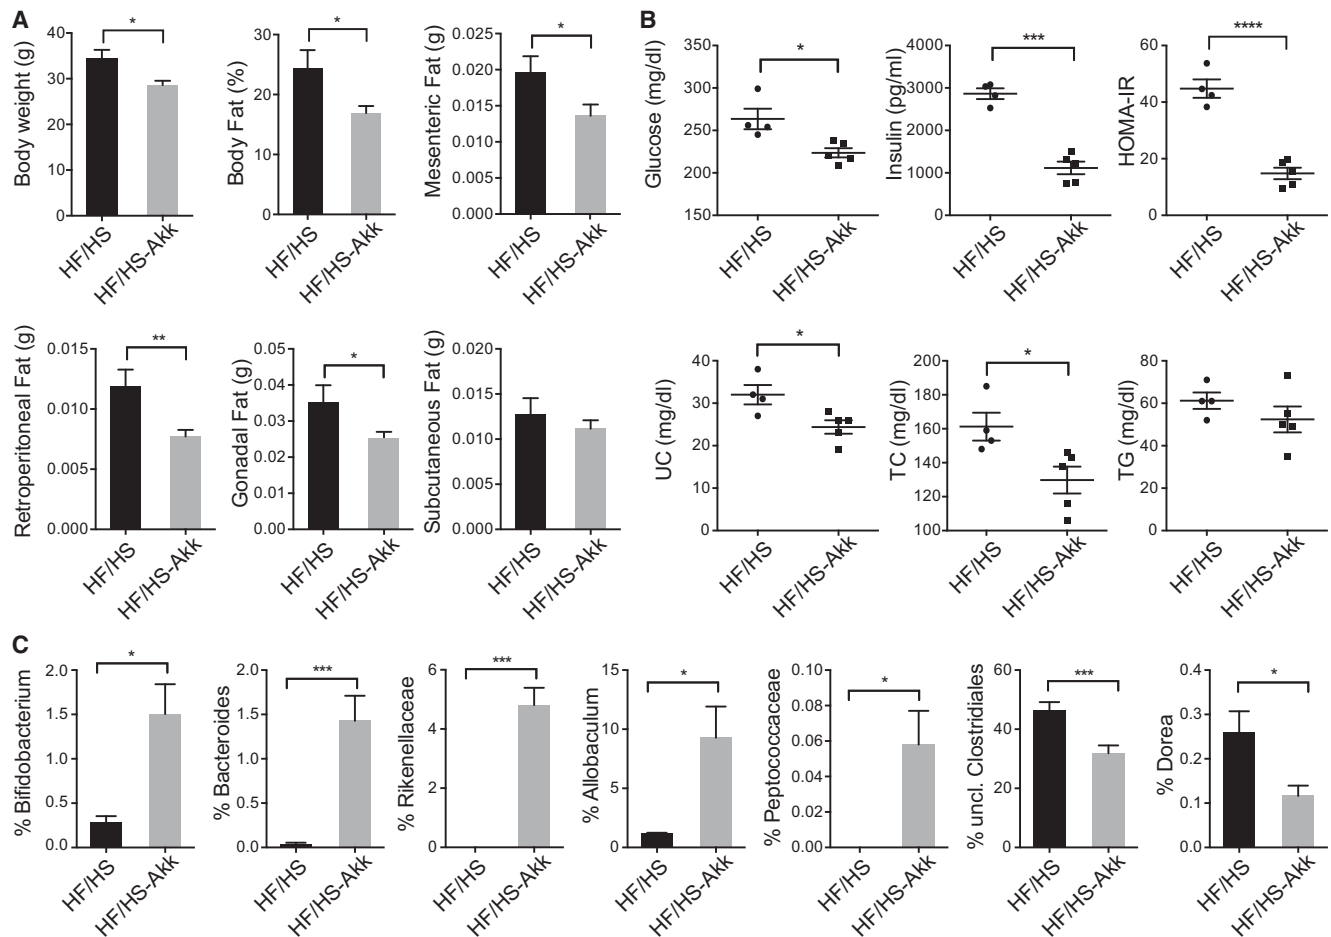 A
Body weight (g)
40
30
20
10
0
*
HF/HS
HF/HS-Akk
Body Fat (%)
30
20
10
0
*
HF/HS
HF/HS-Akk
Mesenteric Fat (g)
0.025
0.020
0.015
0.010
0.005
0.000
*
HF/HS
HF/HS-Akk
Retroperitoneal Fat (g)
0.015
0.010
0.005
0.000
**
HF/HS
HF/HS-Akk
Gonadal Fat (g)
0.05
0.04
0.03
0.02
0.01
0.00
*
HF/HS
HF/HS-Akk
Subcutaneous Fat (g)
0.020
0.015
0.010
0.005
0.000
HF/HS
HF/HS-Akk
B
Glucose (mg/dl)
350
300
250
200
150
*
HF/HS
HF/HS-Akk
Insulin (pg/ml)
4000
3000
2000
1000
0
***
HF/HS
HF/HS-Akk
HOMA-IR
60
40
20
0
****
HF/HS
HF/HS-Akk
UC (mg/dl)
40
30
20
10
0
*
HF/HS
HF/HS-Akk
TC (mg/dl)
200
180
160
140
120
100
*
HF/HS
HF/HS-Akk
TG (mg/dl)
80
60
40
20
0
HF/HS
HF/HS-Akk
C
% Bifidobacterium
2.0
1.5
1.0
0.5
0.0
*
HF/HS
HF/HS-Akk
% Bacteroides
2.0
1.5
1.0
0.5
0.0
***
HF/HS
HF/HS-Akk
% Rikenellaceae
6
4
2
0
***
HF/HS
HF/HS-Akk
% Allobaculum
15
10
5
0
*
HF/HS
HF/HS-Akk
% Peptococcaceae
0.10
0.08
0.06
0.04
0.02
0.00
*
HF/HS
HF/HS-Akk
% uncl. Clostridiales
60
40
20
0
***
HF/HS
HF/HS-Akk
% Dorea
0.4
0.3
0.2
0.1
0.0
*
HF/HS
HF/HS-Akk